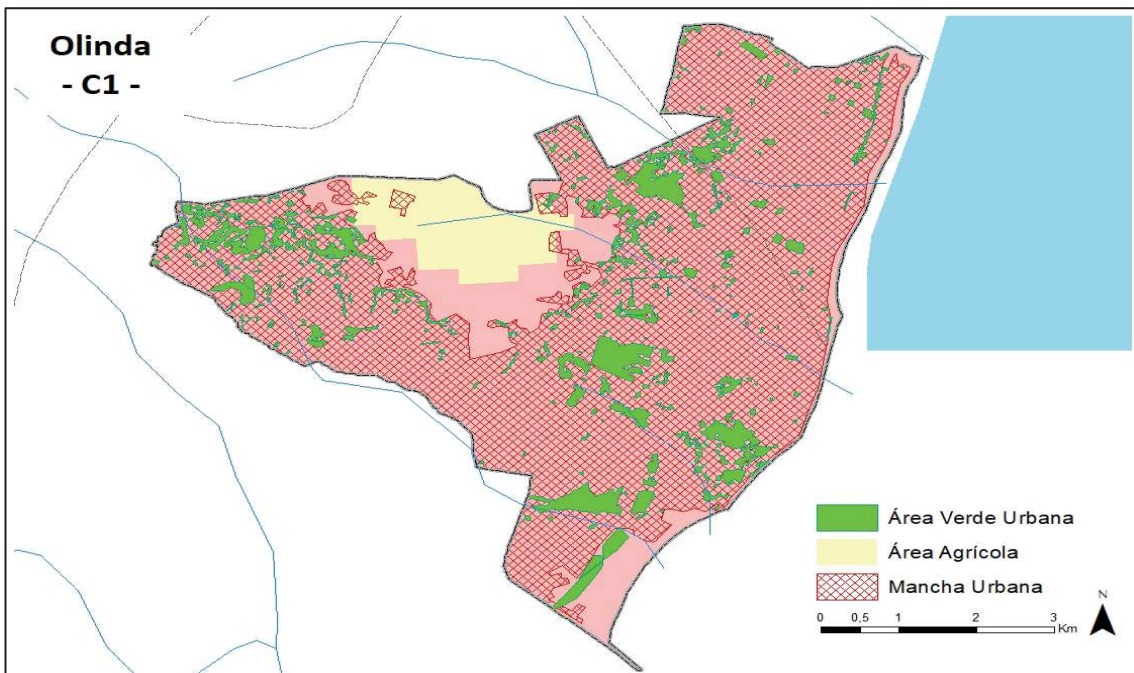 Olinda
- C1 -
Área Verde Urbana
Área Agrícola
Mancha Urbana
N
0 0,5 1 2 3
Km